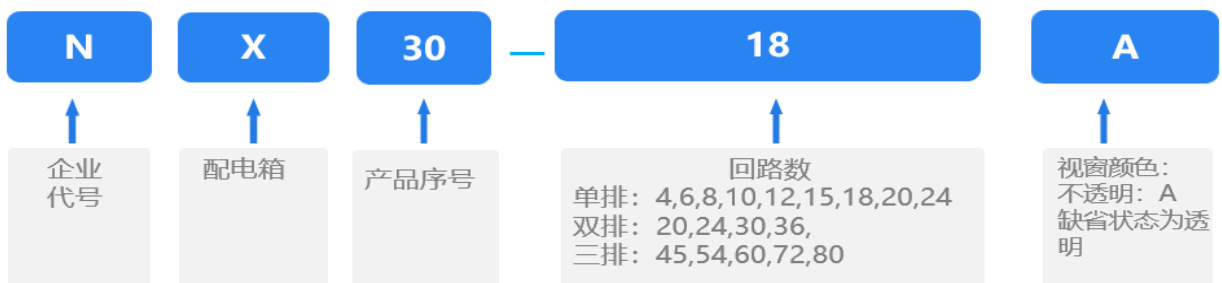 N X 30 — 18 A
企业
代号
配电箱
产品序号
回路数
单排：4,6,8,10,12,15,18,20,24
双排：20,24,30,36,
三排：45,54,60,72,80
视窗颜色：
不透明：A
缺省状态为透
明